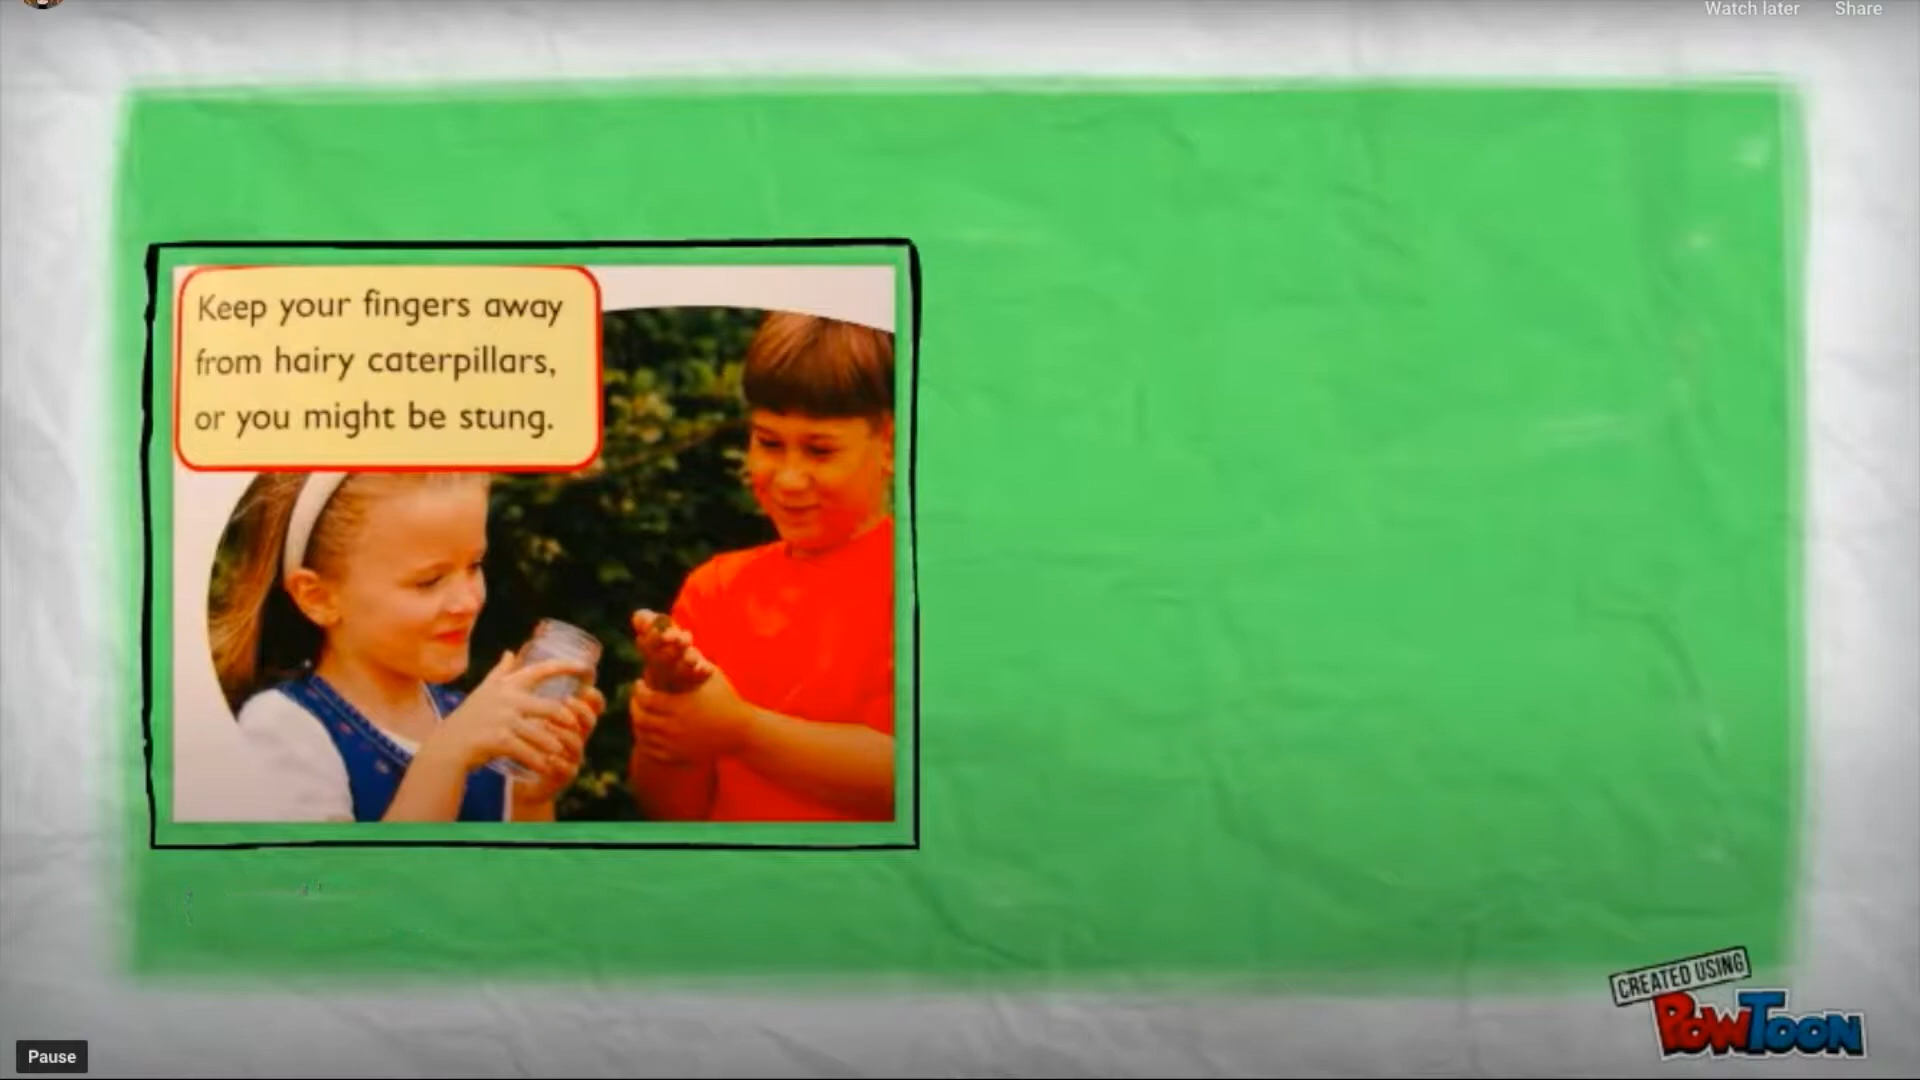 Watch later Share
Keep your fingers away
from hairy caterpillars,
or you might be stung.
CREATED USING
POWTOON
Pause